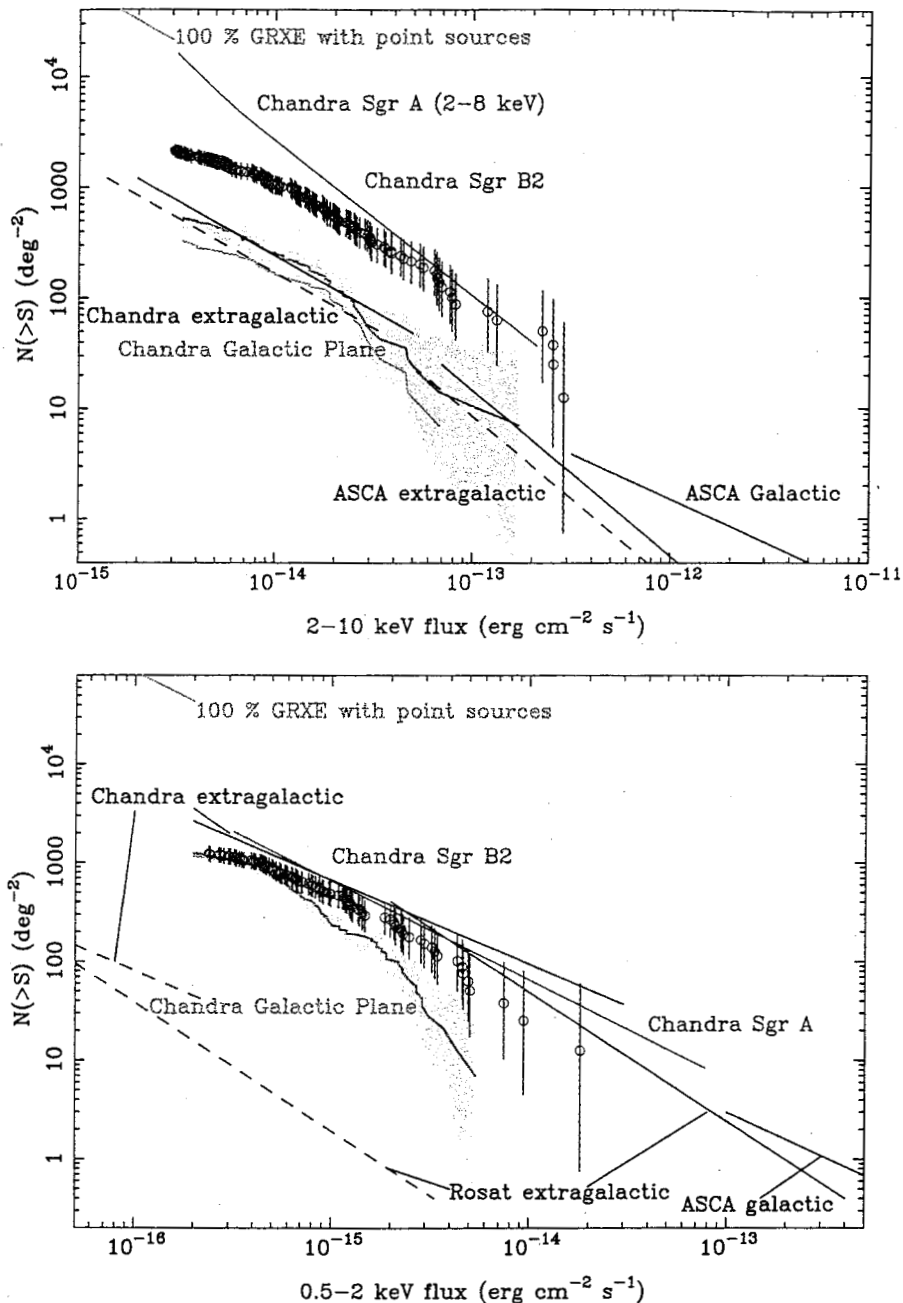 100 % GRXE with point sources
Chandra Sgr A (2−8 keV)
Chandra Sgr B2
Chandra extragalactic
Chandra Galactic Plane
ASCA extragalactic
ASCA Galactic
N(>S) (deg⁻²)
10⁴
1000
100
10
1
10⁻¹⁵
10⁻¹⁴
10⁻¹³
10⁻¹²
10⁻¹¹
2−10 keV flux (erg cm⁻² s⁻¹)
100 % GRXE with point sources
Chandra extragalactic
Chandra Sgr B2
Chandra Galactic Plane
Chandra Sgr A
Rosat extragalactic
ASCA galactic
N(>S) (deg⁻²)
10⁴
1000
100
10
1
10⁻¹⁶
10⁻¹⁵
10⁻¹⁴
10⁻¹³
0.5−2 keV flux (erg cm⁻² s⁻¹)